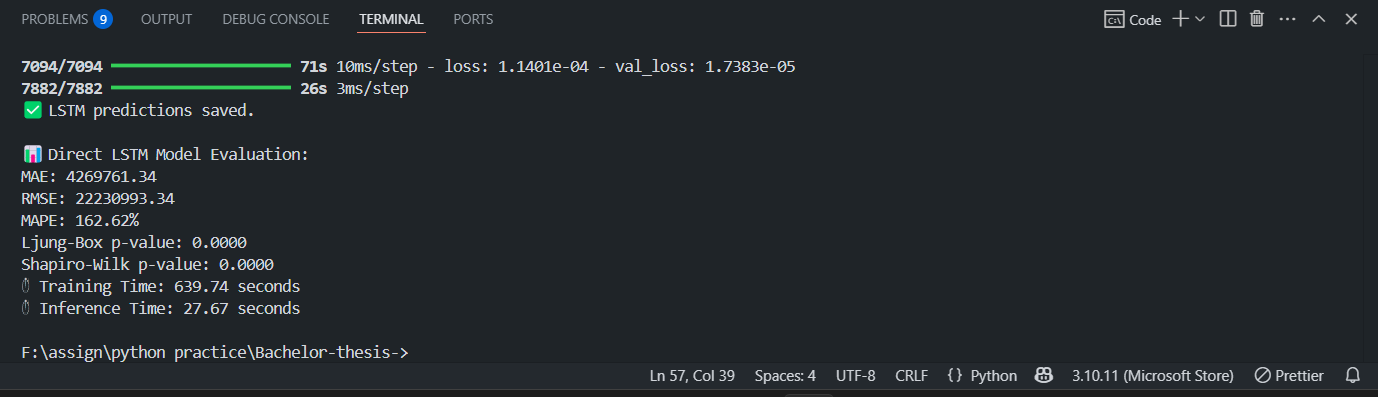 PROBLEMS 9 OUTPUT DEBUG CONSOLE TERMINAL PORTS Code
7094/7094 71s 10ms/step - loss: 1.1401e-04 - val_loss: 1.7383e-05
7882/7882 26s 3ms/step
LSTM predictions saved.
Direct LSTM Model Evaluation:
MAE: 4269761.34
RMSE: 22230993.34
MAPE: 162.62%
Ljung-Box p-value: 0.0000
Shapiro-Wilk p-value: 0.0000
Training Time: 639.74 seconds
Inference Time: 27.67 seconds
F:\assign\python practice\Bachelor-thesis->
Ln 57, Col 39 Spaces: 4 UTF-8 CRLF {} Python 3.10.11 (Microsoft Store) Prettier